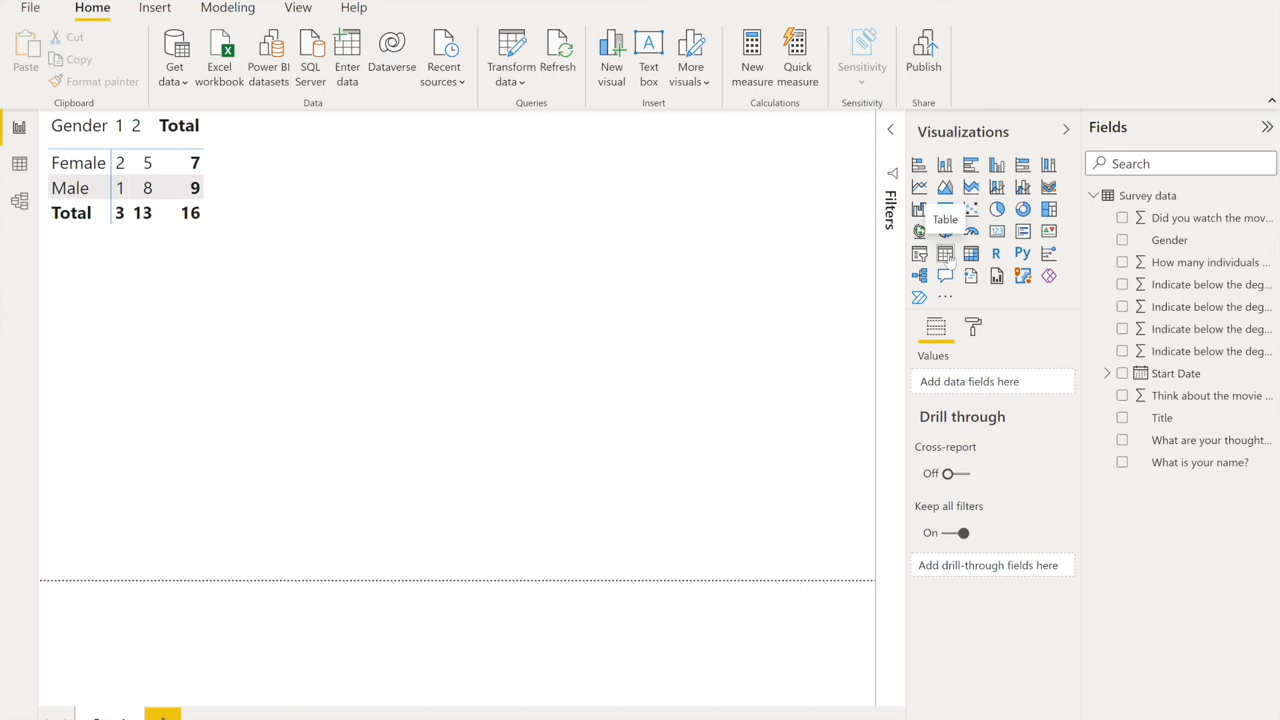 File Home Insert Modeling View Help
Paste
Cut
Copy
Format painter
Clipboard
Get data
Excel workbook
Power BI datasets
SQL Server
Enter data
Dataverse
Recent sources
Data
Transform data
Refresh
Queries
New visual
Text box
More visuals
Insert
New measure
Quick measure
Calculations
Sensitivity
Sensitivity
Publish
Share
Gender 1 2 Total
Female 2 5 7
Male 1 8 9
Total 3 13 16
Filters
Visualizations
Table
R Py
123
Values
Add data fields here
Drill through
Cross-report
Off
Keep all filters
On
Add drill-through fields here
Fields
Search
Survey data
Did you watch the mov...
Gender
How many individuals ...
Indicate below the deg...
Indicate below the deg...
Indicate below the deg...
Indicate below the deg...
Start Date
Think about the movie ...
Title
What are your thought...
What is your name?